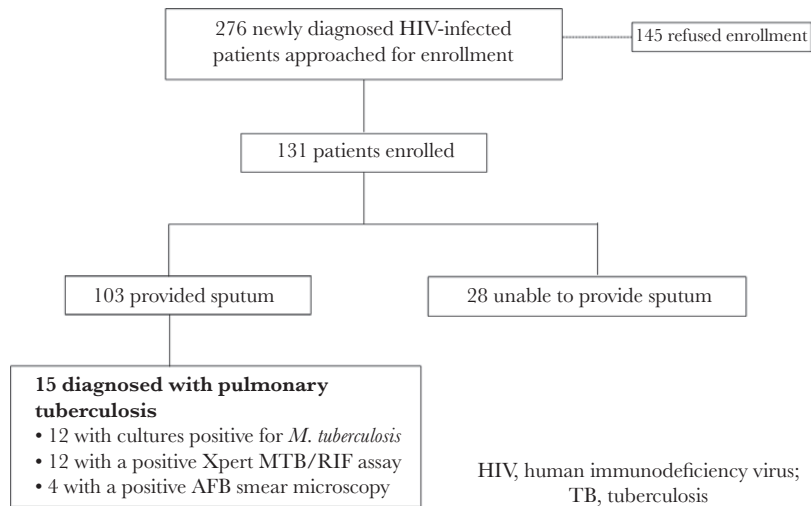 276 newly diagnosed HIV-infected
patients approached for enrollment
145 refused enrollment
131 patients enrolled
103 provided sputum
28 unable to provide sputum
15 diagnosed with pulmonary
tuberculosis
• 12 with cultures positive for M. tuberculosis
• 12 with a positive Xpert MTB/RIF assay
• 4 with a positive AFB smear microscopy
HIV, human immunodeficiency virus;
TB, tuberculosis